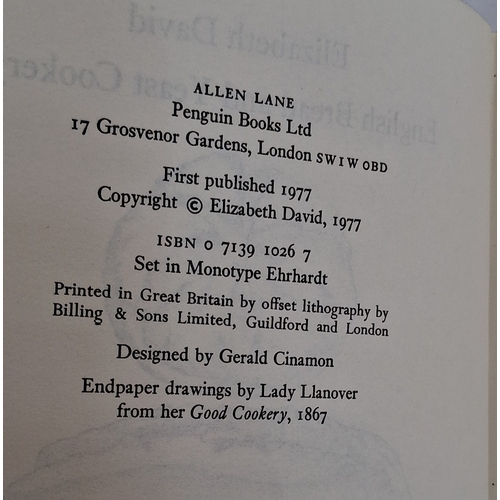 ALLEN LANE
Penguin Books Ltd
17 Grosvenor Gardens, London SW1W 0BD
First published 1977
Copyright © Elizabeth David, 1977
ISBN 0 7139 1026 7
Set in Monotype Ehrhardt
Printed in Great Britain by offset lithography by
Billing & Sons Limited, Guildford and London
Designed by Gerald Cinamon
Endpaper drawings by Lady Llanover
from her Good Cookery, 1867